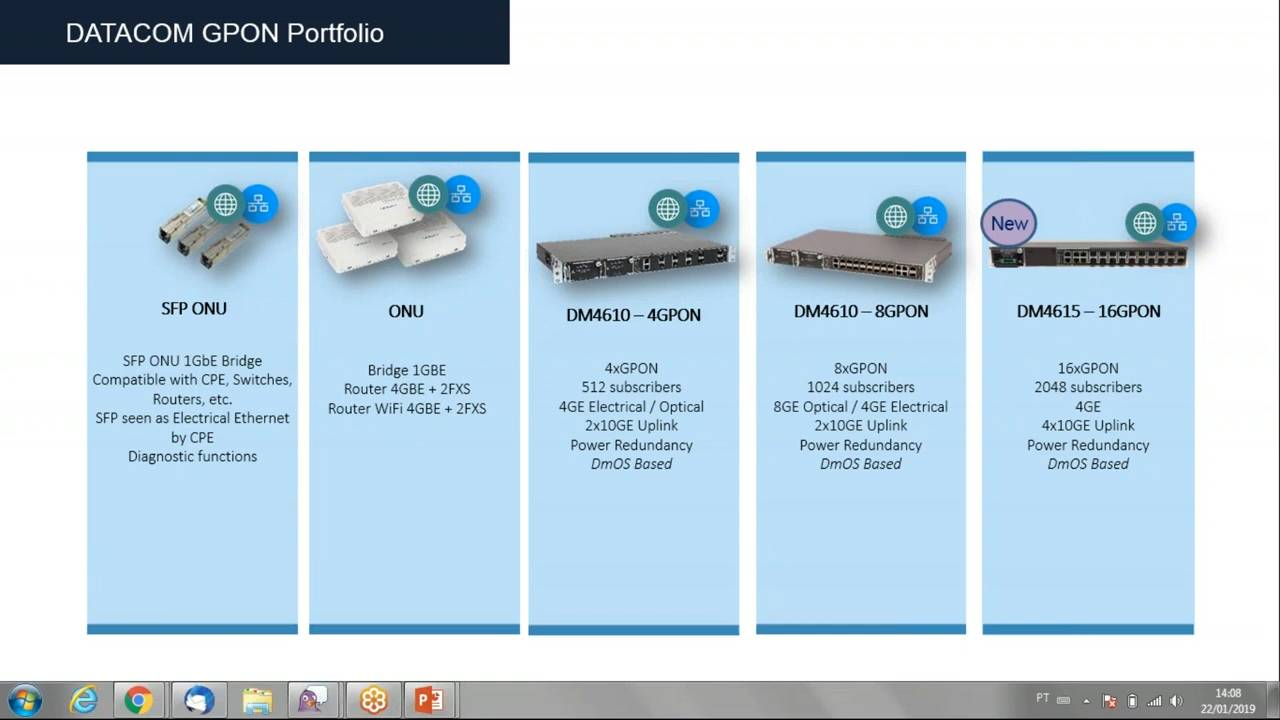 DATACOM GPON Portfolio
SFP ONU
SFP ONU 1GbE Bridge
Compatible with CPE, Switches,
Routers, etc.
SFP seen as Electrical Ethernet
by CPE
Diagnostic functions
ONU
Bridge 1GBE
Router 4GBE + 2FXS
Router WiFi 4GBE + 2FXS
DM4610 – 4GPON
4xGPON
512 subscribers
4GE Electrical / Optical
2x10GE Uplink
Power Redundancy
DmOS Based
DM4610 – 8GPON
8xGPON
1024 subscribers
8GE Optical / 4GE Electrical
2x10GE Uplink
Power Redundancy
DmOS Based
New
DM4615 – 16GPON
16xGPON
2048 subscribers
4GE
4x10GE Uplink
Power Redundancy
DmOS Based
PT
14:08
22/01/2019